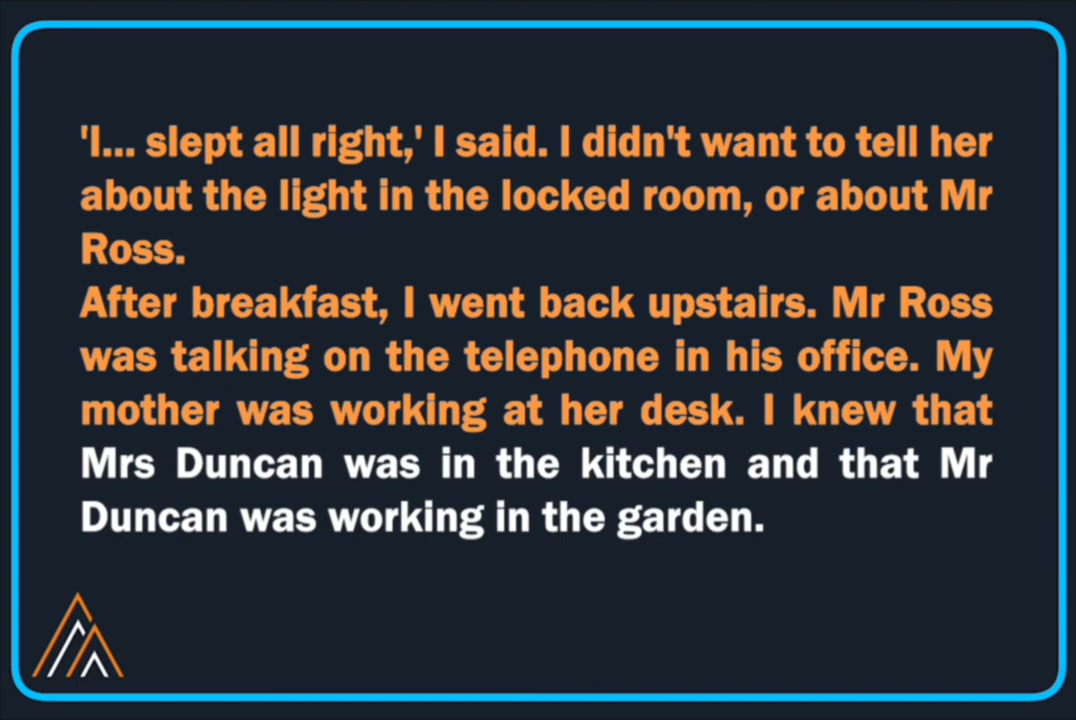 'I... slept all right,' I said. I didn't want to tell her
about the light in the locked room, or about Mr
Ross.
After breakfast, I went back upstairs. Mr Ross
was talking on the telephone in his office. My
mother was working at her desk. I knew that
Mrs Duncan was in the kitchen and that Mr
Duncan was working in the garden.